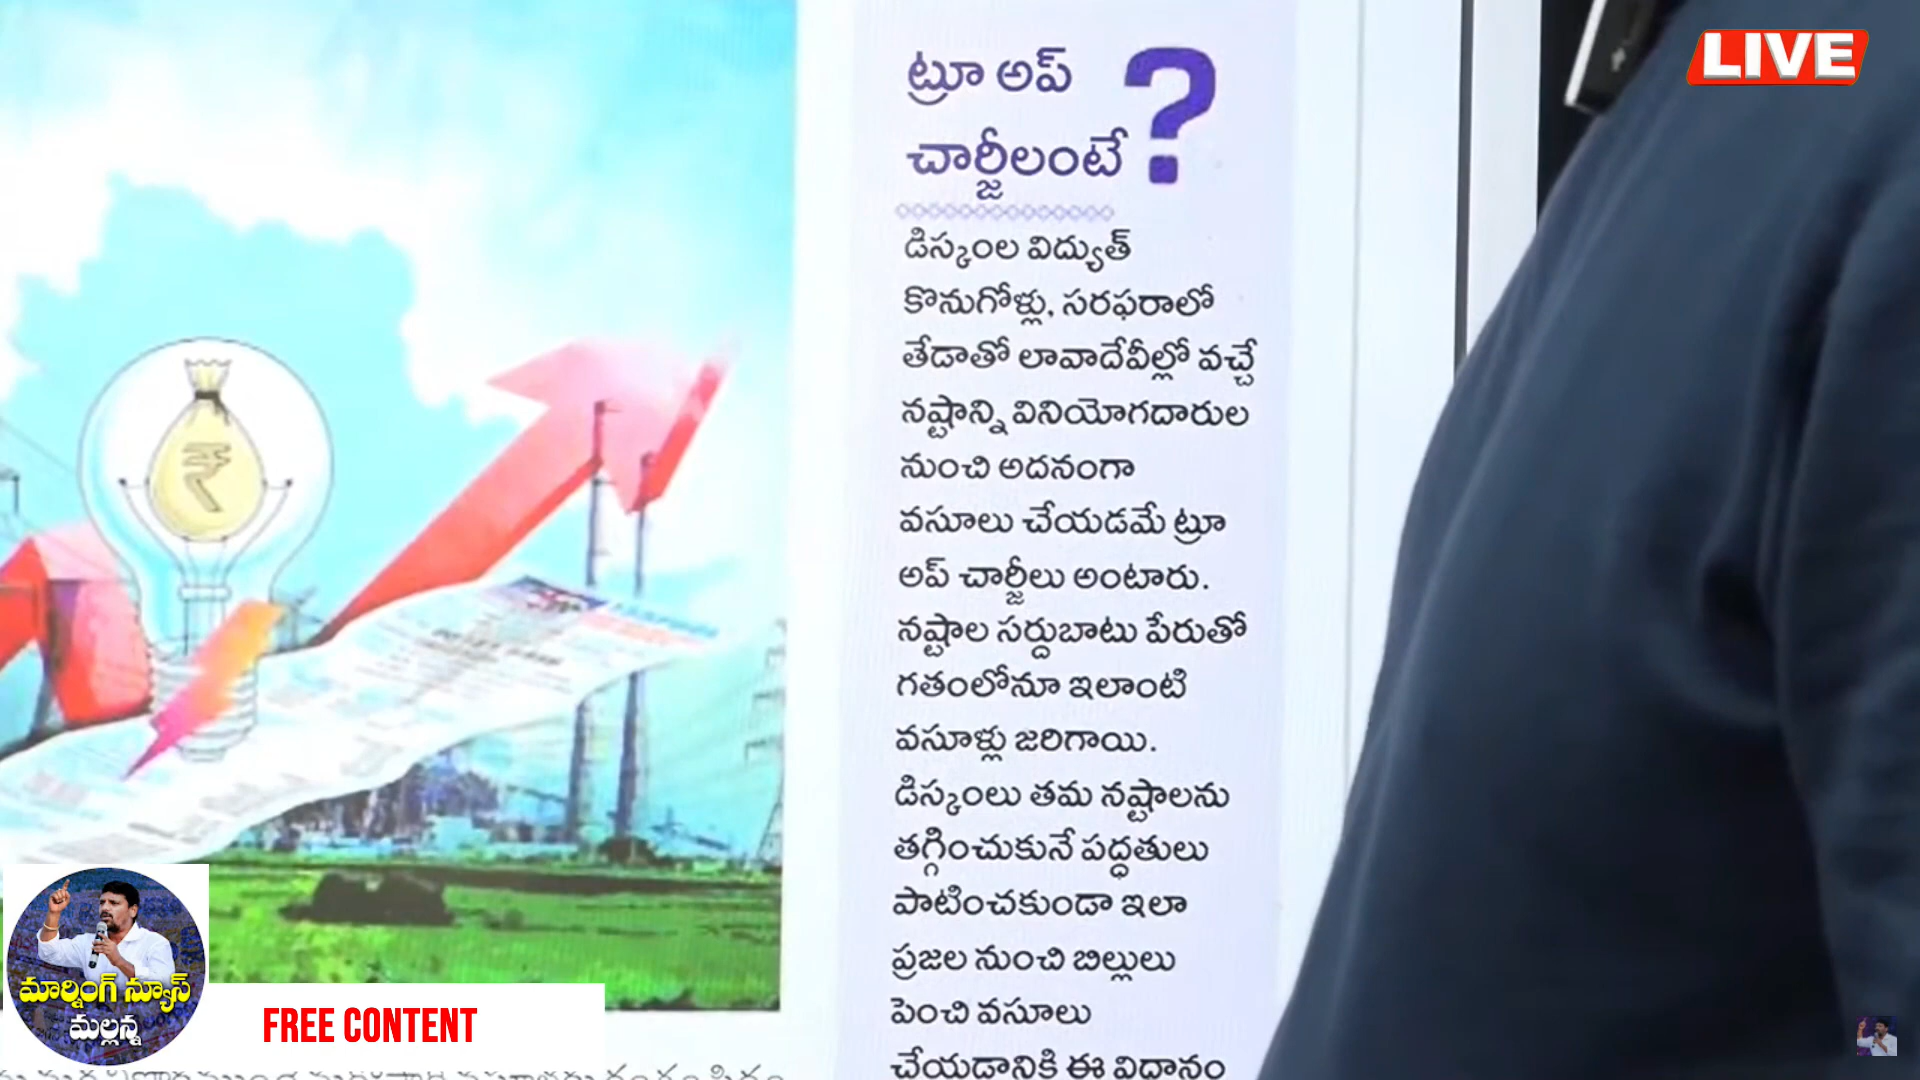 LIVE
ట్రూ అప్
చార్జీలంటే ?
డిస్కంల విద్యుత్
కొనుగోళ్లు, సరఫరాలో
తేడాతో లావాదేవీల్లో వచ్చే
నష్టాన్ని వినియోగదారుల
నుంచి అదనంగా
వసూలు చేయడమే ట్రూ
అప్ చార్జీలు అంటారు.
నష్టాల సర్దుబాటు పేరుతో
గతంలోనూ ఇలాంటి
వసూళ్లు జరిగాయి.
డిస్కంలు తమ నష్టాలను
తగ్గించుకునే పద్ధతులు
పాటించకుండా ఇలా
ప్రజల నుంచి బిల్లులు
పెంచి వసూలు
చేయడానికి ఈ విధానం
₹
మార్నింగ్ న్యూస్
మల్లన్న
FREE CONTENT